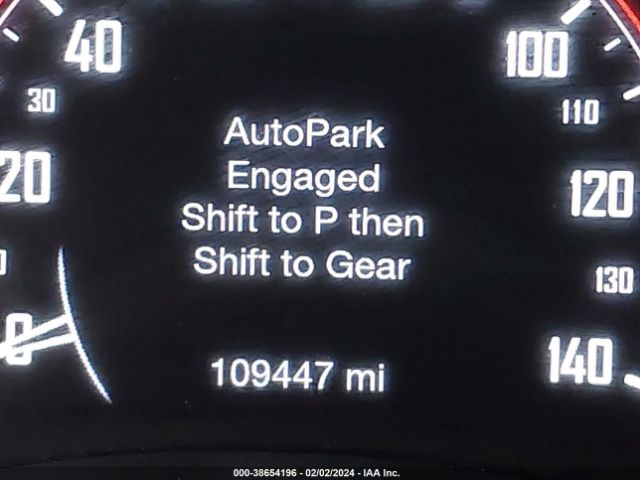 40
100
30
110
AutoPark
Engaged
20
120
Shift to P then
Shift to Gear
130
0
140
109447 mi
000-38654196 - 02/02/2024 - IAA Inc.